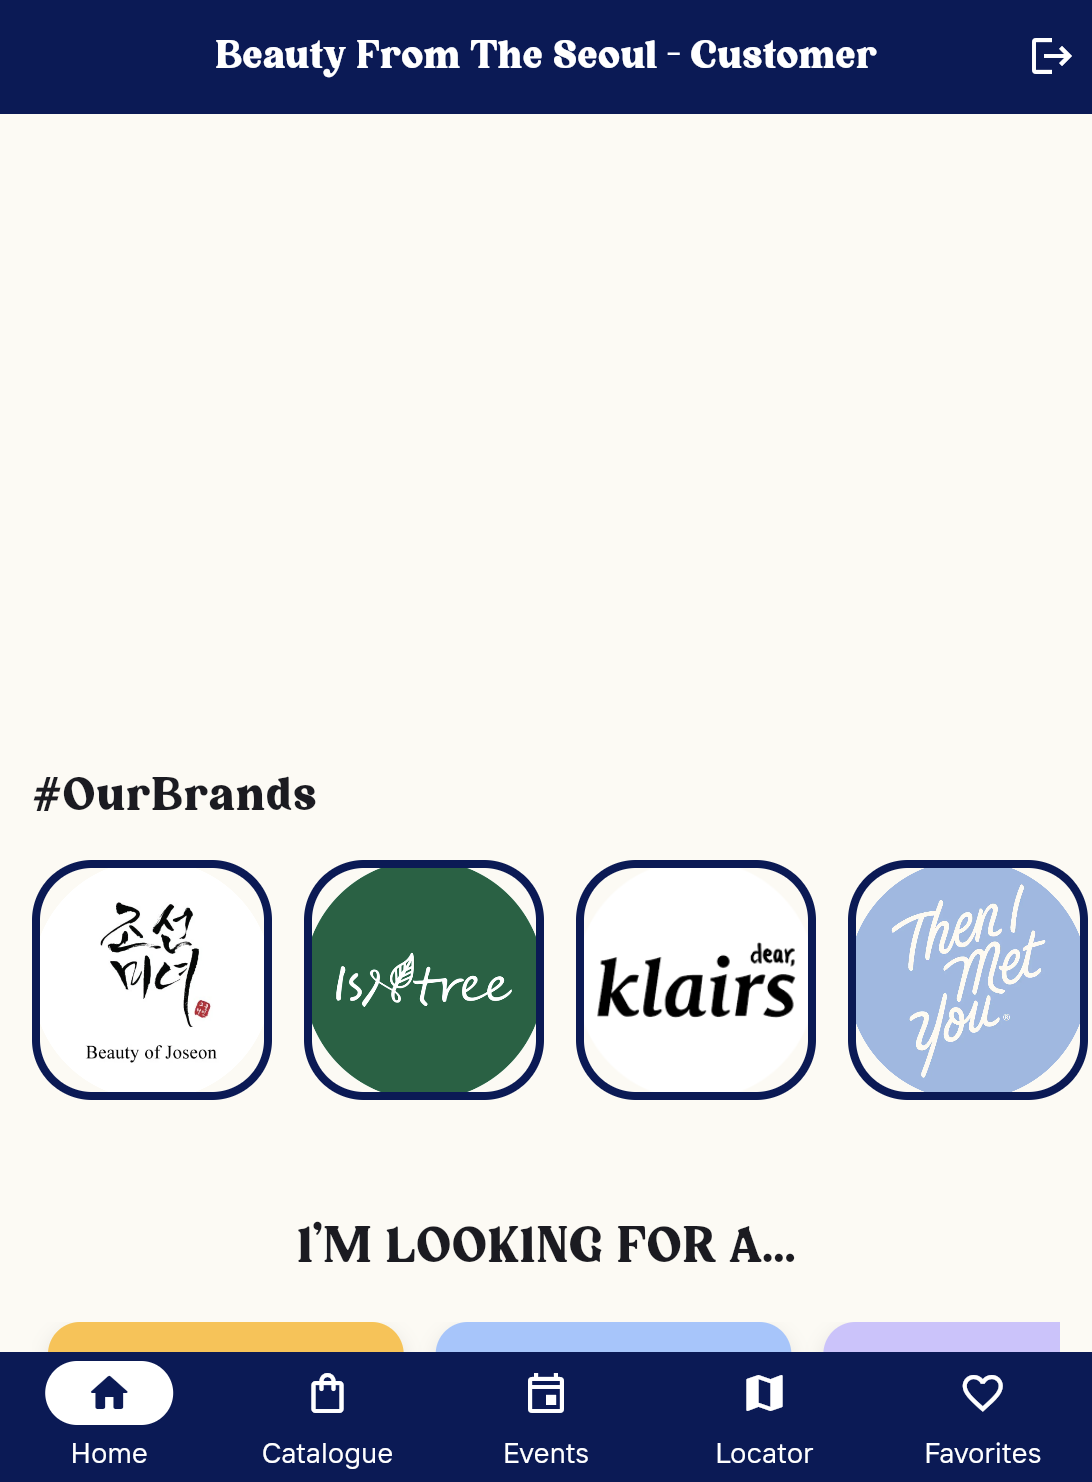 Beauty From The Seoul - Customer
#OurBrands
조선
미녀
Beauty of Joseon
Isntree
dear,
klairs
Then I
Met
You®
I'M LOOKING FOR A...
Home
Catalogue
Events
Locator
Favorites